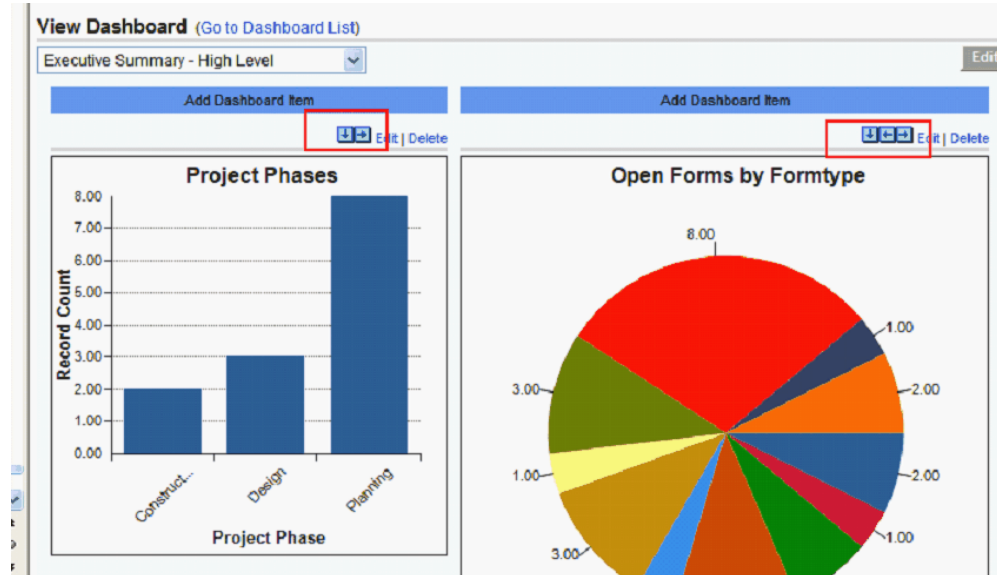 View Dashboard (Go to Dashboard List)
Executive Summary - High Level
Edit
Add Dashboard Item
Add Dashboard Item
Edit | Delete
Edit | Delete
Project Phases
8.00
7.00
6.00
5.00
4.00
3.00
2.00
1.00
0.00
Record Count
Construct...
Design
Planning
Project Phase
Open Forms by Formtype
8.00
1.00
2.00
2.00
1.00
3.00
1.00
3.00